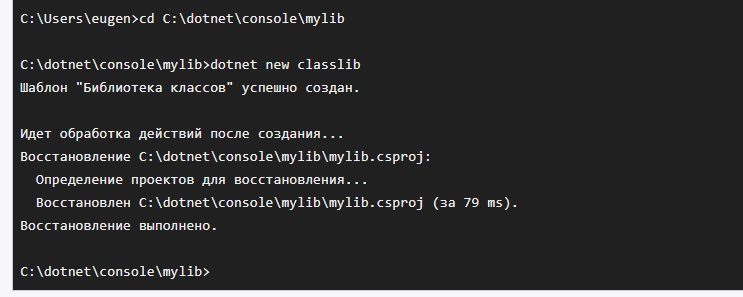 C:\Users\eugen>cd C:\dotnet\console\mylib
C:\dotnet\console\mylib>dotnet new classlib
Шаблон "Библиотека классов" успешно создан.
Идет обработка действий после создания...
Восстановление C:\dotnet\console\mylib\mylib.csproj:
  Определение проектов для восстановления...
  Восстановлен C:\dotnet\console\mylib\mylib.csproj (за 79 ms).
Восстановление выполнено.
C:\dotnet\console\mylib>